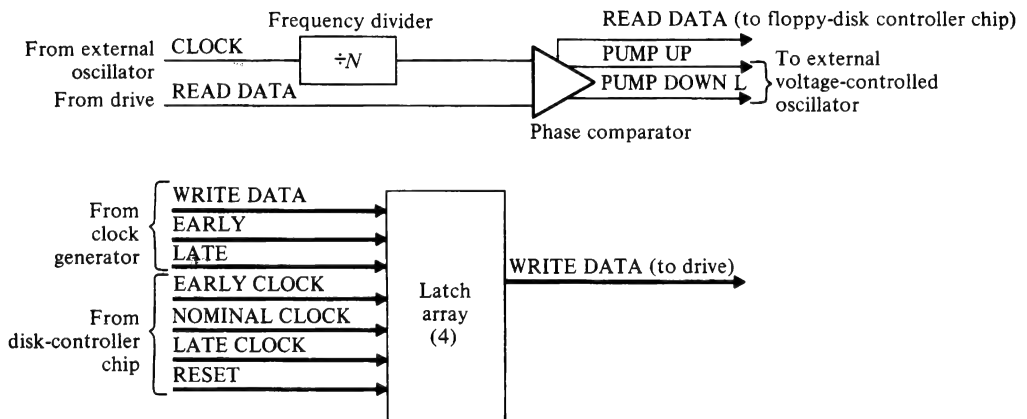 Frequency divider
READ DATA (to floppy-disk controller chip)
From external
oscillator
CLOCK
÷N
PUMP UP
PUMP DOWN L
To external
voltage-controlled
oscillator
From drive
READ DATA
Phase comparator
From
clock
generator
WRITE DATA
EARLY
LATE
From
disk-controller
chip
EARLY CLOCK
NOMINAL CLOCK
LATE CLOCK
RESET
Latch
array
(4)
WRITE DATA (to drive)